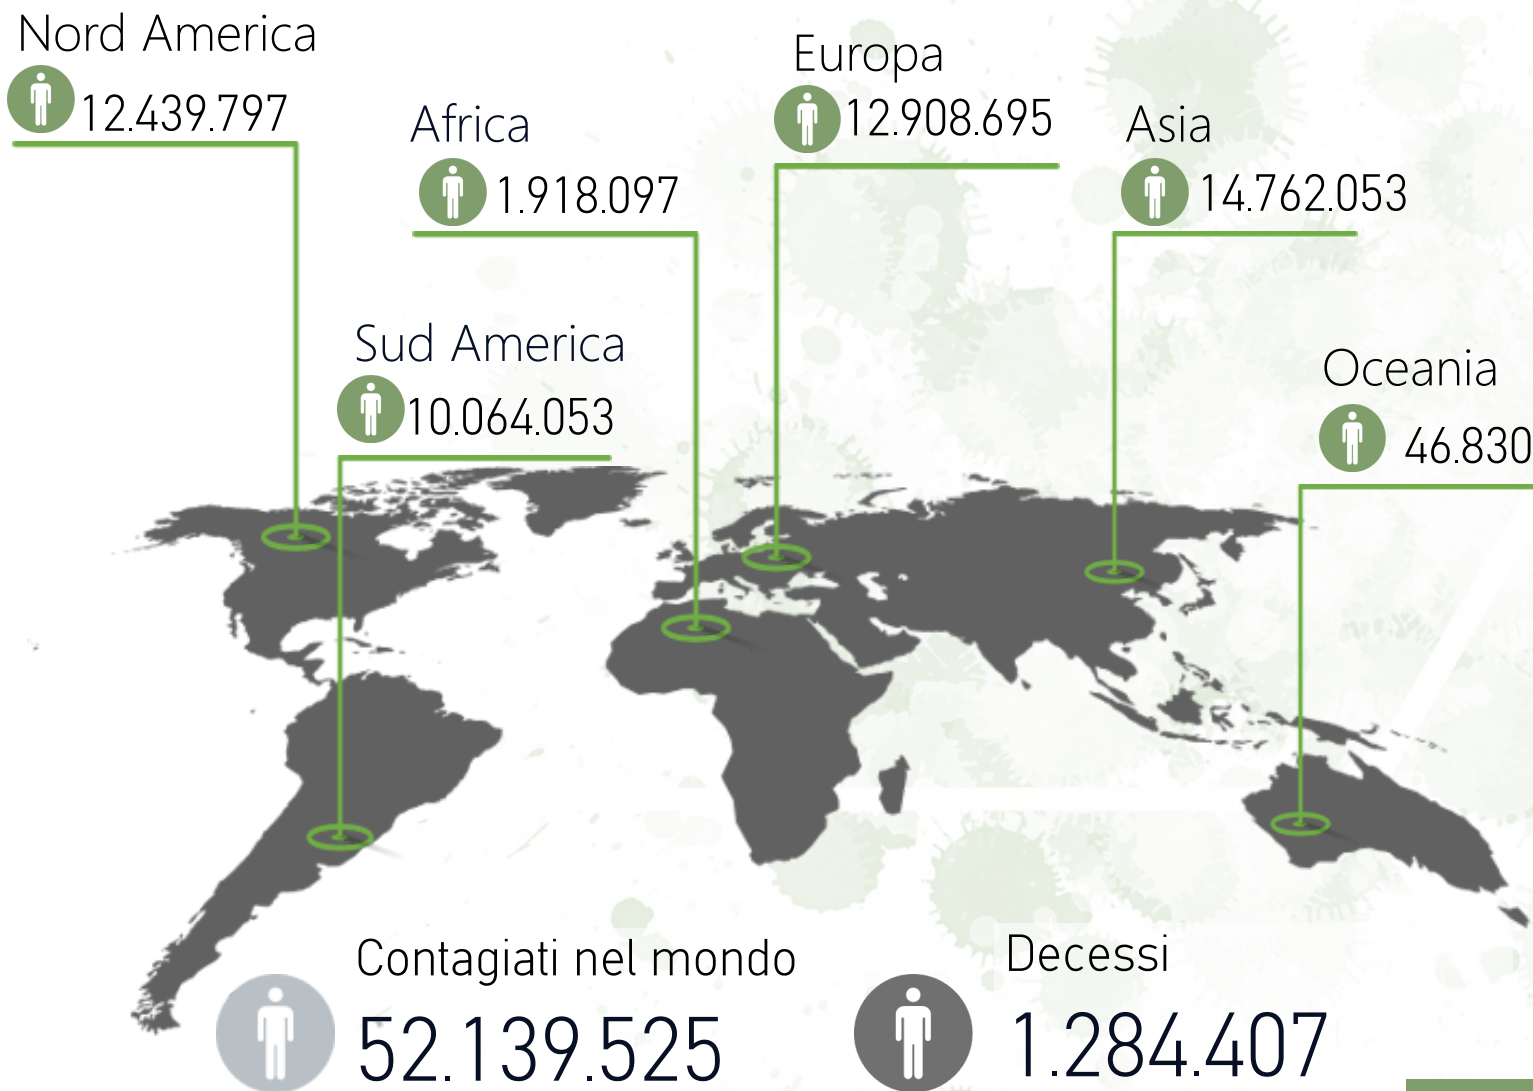 Nord America
12.439.797
Africa
1.918.097
Europa
12.908.695
Asia
14.762.053
Sud America
10.064.053
Oceania
46.830
Contagiati nel mondo
52.139.525
Decessi
1.284.407